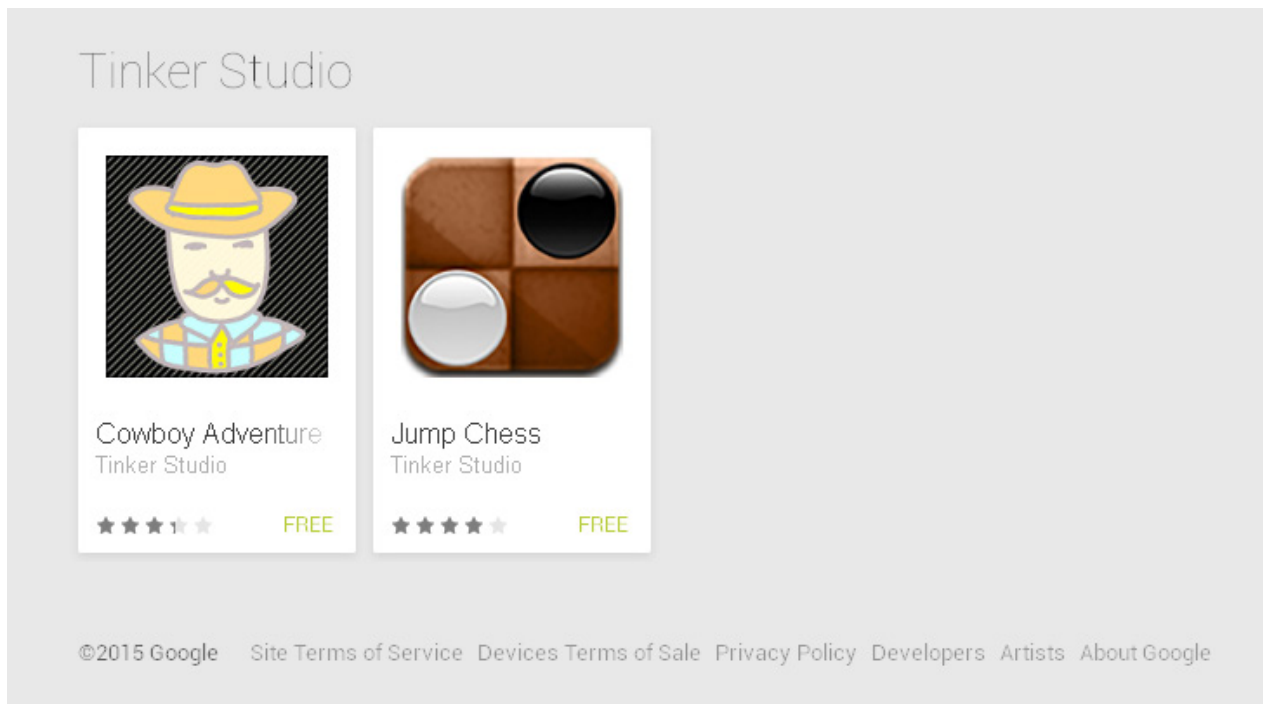 Tinker Studio
Cowboy Adventure
Tinker Studio
FREE
Jump Chess
Tinker Studio
FREE
©2015 Google Site Terms of Service Devices Terms of Sale Privacy Policy Developers Artists About Google